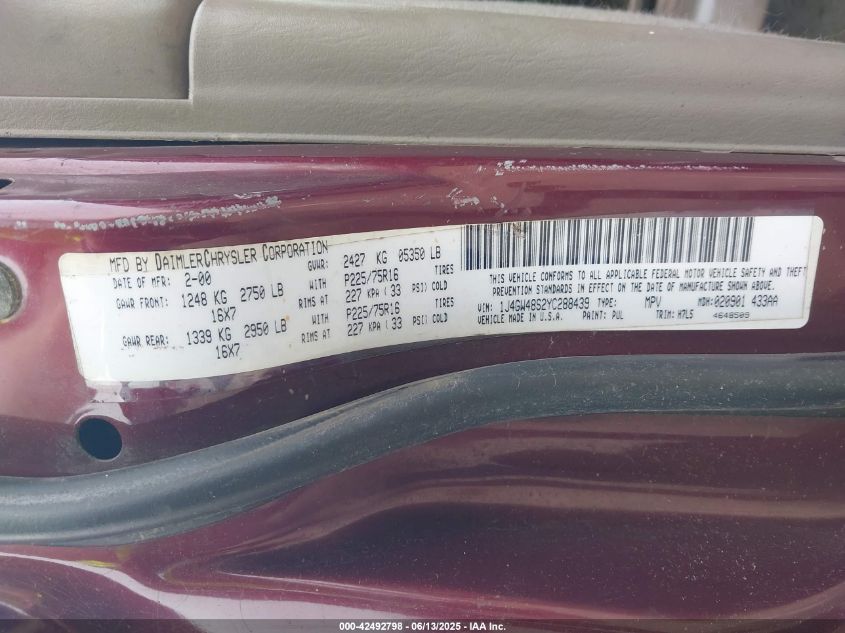 MFD BY DAIMLERCHRYSLER CORPORATION
DATE OF MFR: 2-00 GVWR: 2427 KG 05350 LB
GAWR FRONT: 1248 KG 2750 LB WITH P225/75R16 TIRES
16X7 RIMS AT 227 KPA ( 33 PSI) COLD
GAWR REAR: 1339 KG 2950 LB WITH P225/75R16 TIRES
16X7 RIMS AT 227 KPA ( 33 PSI) COLD
THIS VEHICLE CONFORMS TO ALL APPLICABLE FEDERAL MOTOR VEHICLE SAFETY AND THEFT
PREVENTION STANDARDS IN EFFECT ON THE DATE OF MANUFACTURE SHOWN ABOVE.
VIN: 1J4GW48S2YC288439 TYPE: MPV MDH: 020901 433AA
MADE IN U.S.A. PAINT: PUL TRIM: H7L5 4648509
000-42492798 - 06/13/2025 - IAA Inc.